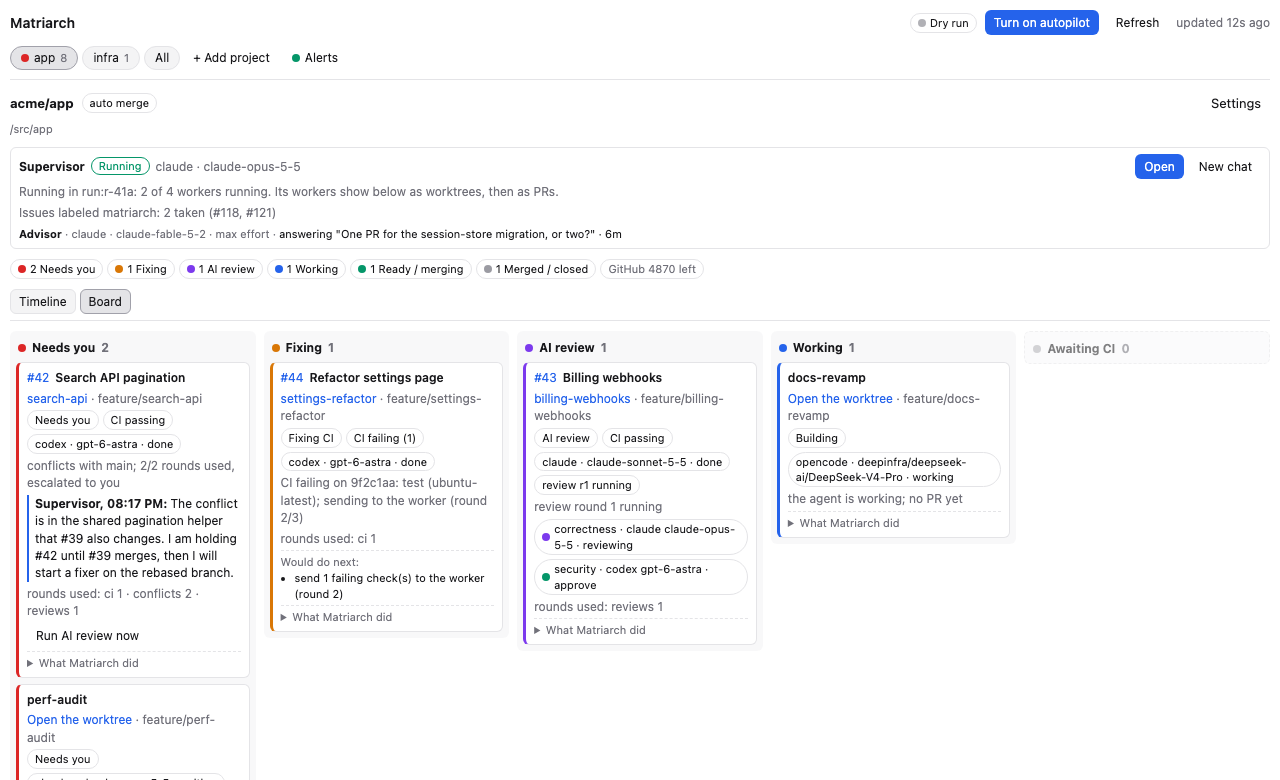 Matriarch
Dry run
Turn on autopilot
Refresh
updated 12s ago
app 8
infra 1
All
+ Add project
Alerts
acme/app
auto merge
Settings
/src/app
Supervisor
Running
claude · claude-opus-5-5
Open
New chat
Running in run:r-41a: 2 of 4 workers running. Its workers show below as worktrees, then as PRs.
Issues labeled matriarch: 2 taken (#118, #121)
Advisor · claude · claude-fable-5-2 · max effort · answering "One PR for the session-store migration, or two?" · 6m
2 Needs you
1 Fixing
1 AI review
1 Working
1 Ready / merging
1 Merged / closed
GitHub 4870 left
Timeline
Board
Needs you 2
#42 Search API pagination
search-api · feature/search-api
Needs you
CI passing
codex · gpt-6-astra · done
conflicts with main; 2/2 rounds used,
escalated to you
Supervisor, 08:17 PM: The conflict
is in the shared pagination helper
that #39 also changes. I am holding
#42 until #39 merges, then I will
start a fixer on the rebased branch.
rounds used: ci 1 · conflicts 2 ·
reviews 1
Run AI review now
What Matriarch did
perf-audit
Open the worktree · feature/perf-
audit
Needs you
Fixing 1
#44 Refactor settings page
settings-refactor · feature/settings-
refactor
Fixing CI
CI failing (1)
codex · gpt-6-astra · done
CI failing on 9f2c1aa: test (ubuntu-
latest); sending to the worker (round
2/3)
rounds used: ci 1
Would do next:
• send 1 failing check(s) to the worker
(round 2)
What Matriarch did
AI review 1
#43 Billing webhooks
billing-webhooks · feature/billing-
webhooks
AI review
CI passing
claude · claude-sonnet-5-5 · done
review r1 running
review round 1 running
correctness · claude claude-opus-
5-5 · reviewing
security · codex gpt-6-astra ·
approve
rounds used: reviews 1
What Matriarch did
Working 1
docs-revamp
Open the worktree · feature/docs-
revamp
Building
opencode · deepinfra/deepseek-
ai/DeepSeek-V4-Pro · working
the agent is working; no PR yet
What Matriarch did
Awaiting CI 0